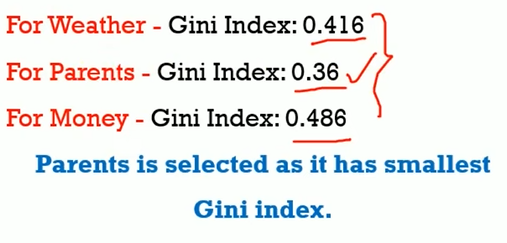 For Weather - Gini Index: 0.416
For Parents - Gini Index: 0.36
For Money - Gini Index: 0.486
Parents is selected as it has smallest
Gini index.